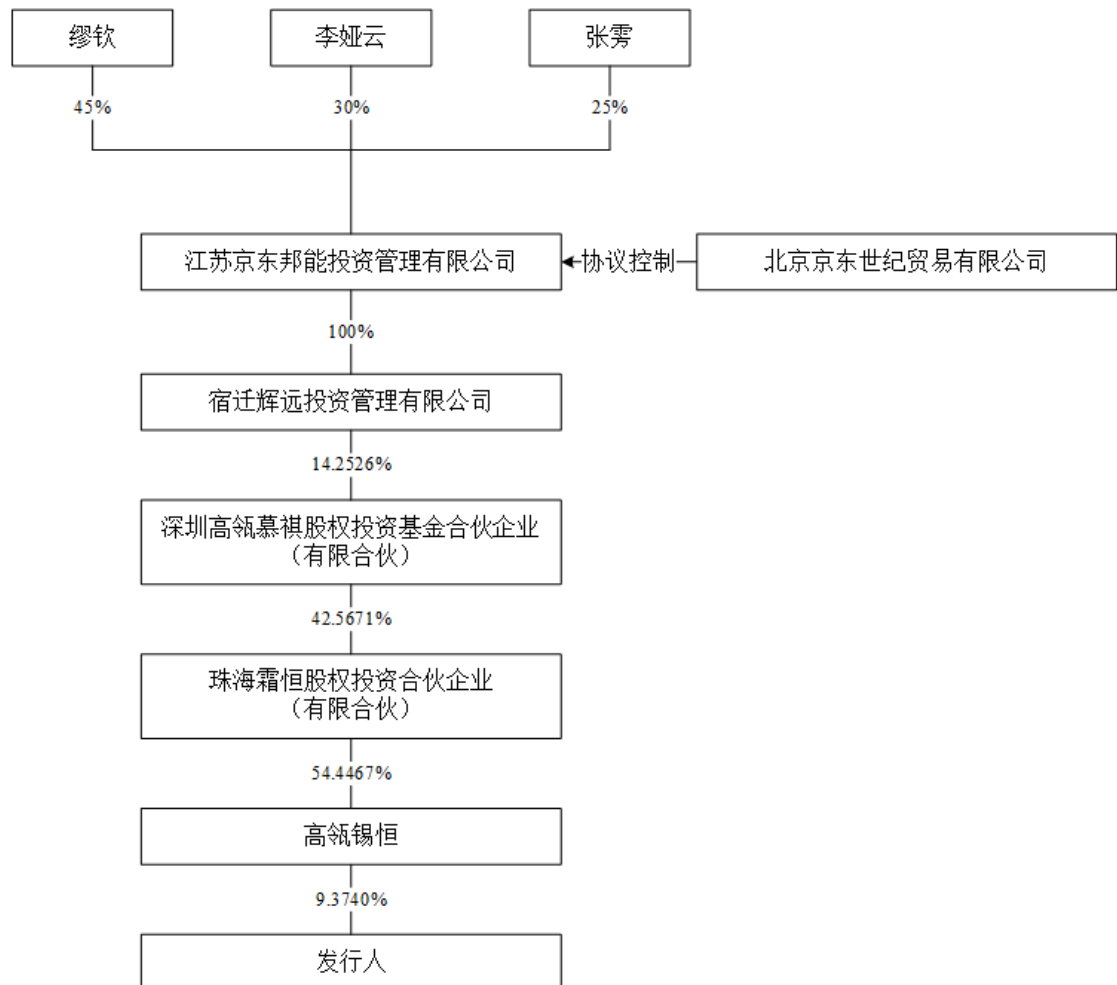 缪钦
李娅云
张雱
45%
30%
25%
江苏京东邦能投资管理有限公司
协议控制
北京京东世纪贸易有限公司
100%
宿迁辉远投资管理有限公司
14.2526%
深圳高瓴慕祺股权投资基金合伙企业
（有限合伙）
42.5671%
珠海霜恒股权投资合伙企业
（有限合伙）
54.4467%
高瓴锡恒
9.3740%
发行人